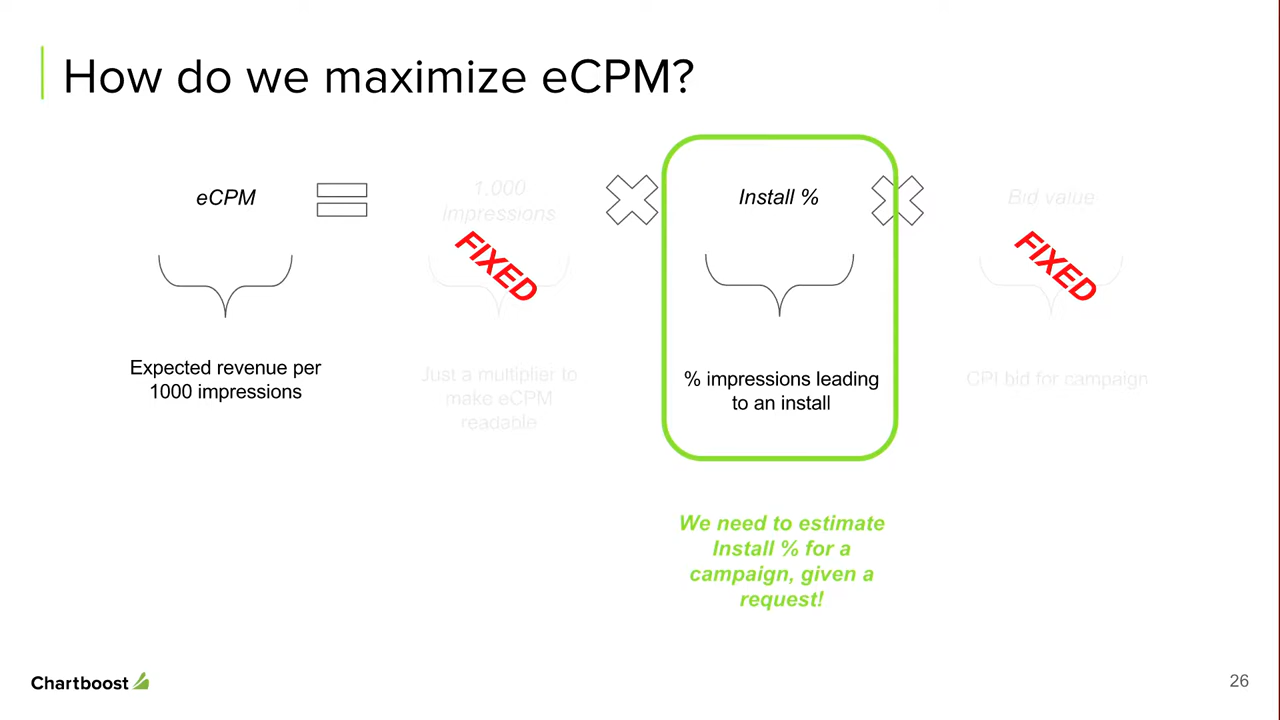 How do we maximize eCPM?
eCPM
1,000
impressions
Install %
Bid value
FIXED
FIXED
Expected revenue per
1000 impressions
Just a multiplier to
make eCPM
readable
% impressions leading
to an install
CPI bid for campaign
We need to estimate
Install % for a
campaign, given a
request!
Chartboost
26